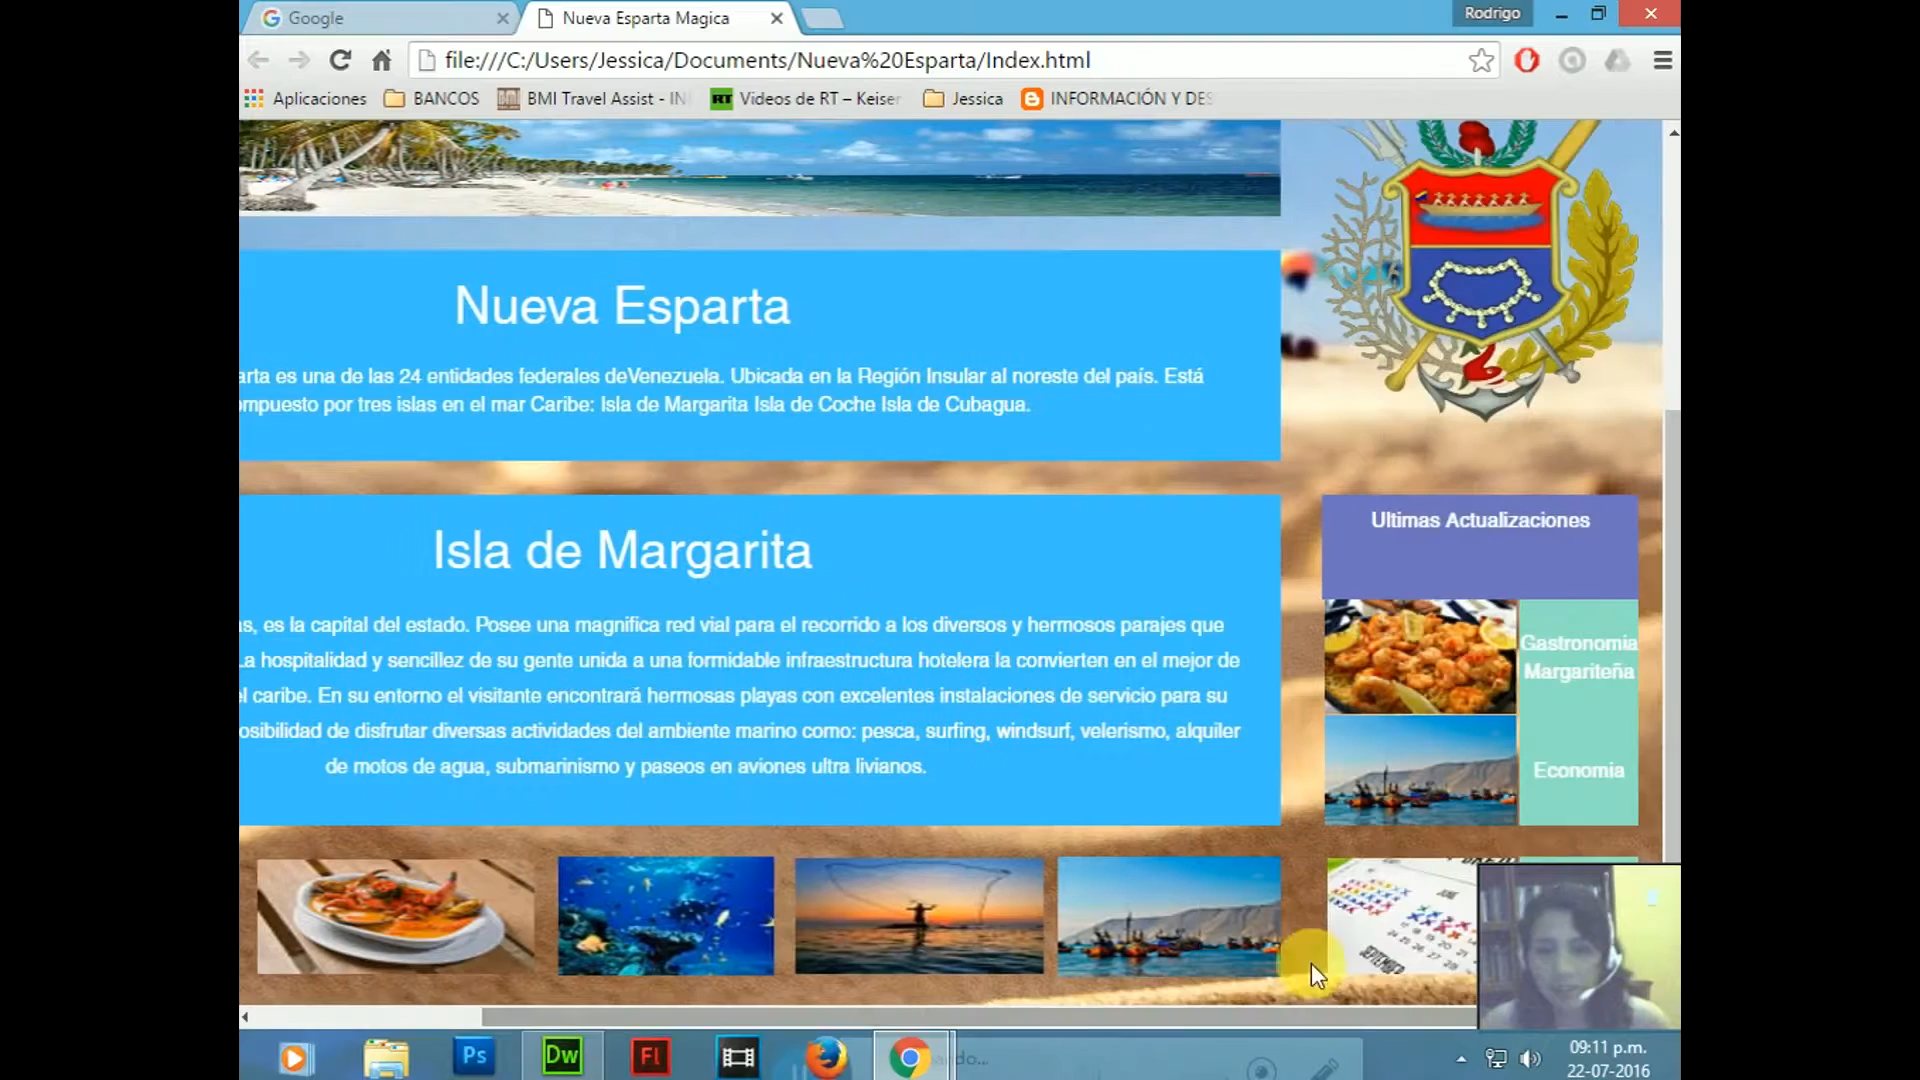 Google
Nueva Esparta Magica
Rodrigo
file:///C:/Users/Jessica/Documents/Nueva%20Esparta/Index.html
Aplicaciones
BANCOS
BMI Travel Assist - IN
RT
Videos de RT – Keiser
Jessica
INFORMACIÓN Y DES
Nueva Esparta
arta es una de las 24 entidades federales deVenezuela. Ubicada en la Región Insular al noreste del país. Está
ompuesto por tres islas en el mar Caribe: Isla de Margarita Isla de Coche Isla de Cubagua.
Isla de Margarita
as, es la capital del estado. Posee una magnifica red vial para el recorrido a los diversos y hermosos parajes que
La hospitalidad y sencillez de su gente unida a una formidable infraestructura hotelera la convierten en el mejor de
el caribe. En su entorno el visitante encontrará hermosas playas con excelentes instalaciones de servicio para su
osibilidad de disfrutar diversas actividades del ambiente marino como: pesca, surfing, windsurf, velerismo, alquiler
de motos de agua, submarinismo y paseos en aviones ultra livianos.
Ultimas Actualizaciones
Gastronomia
Margariteña
Economia
SEPTEMBER
Ps
Dw
Fl
09:11 p.m.
22-07-2016